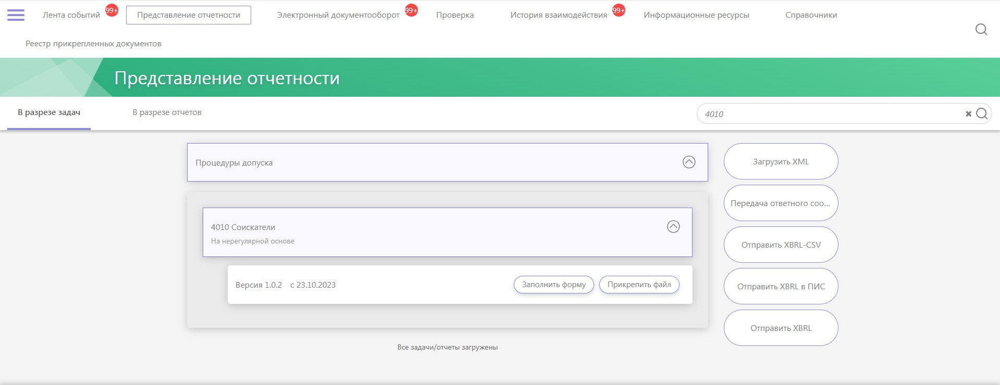 Лента событий 99+ Представление отчетности Электронный документооборот 99+ Проверка История взаимодействия 99+ Информационные ресурсы Справочники
Реестр прикрепленных документов
Представление отчетности
В разрезе задач В разрезе отчетов 4010
Процедуры допуска
Загрузить XML
Передача ответного соо...
4010 Соискатели
На нерегулярной основе
Отправить XBRL-CSV
Версия 1.0.2 с 23.10.2023 Заполнить форму Прикрепить файл
Отправить XBRL в ПИС
Отправить XBRL
Все задачи/отчеты загружены